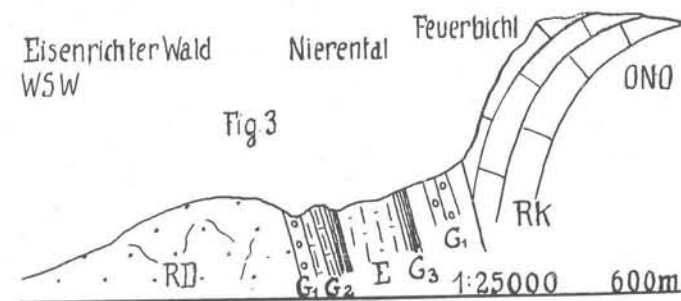 Eisenrichter Wald Nierental Feuerbichl
WSW ONO
Fig. 3
RK
RD G₁ G₂ E G₃ G₁
1:25000 600m